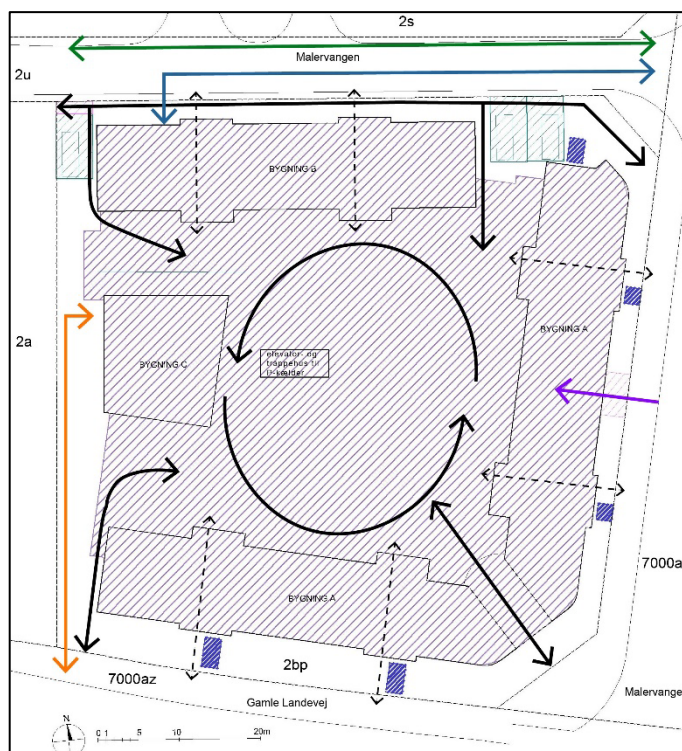 2s
Malervangen
2u
BYGNING B
2a
BYGNING A
elevator- og
trappehus til
P-kælder
BYGNING C
7000a
BYGNING A
2bp
7000az
Malervange
Gamle Landevej
N
0 1 5 10 20m